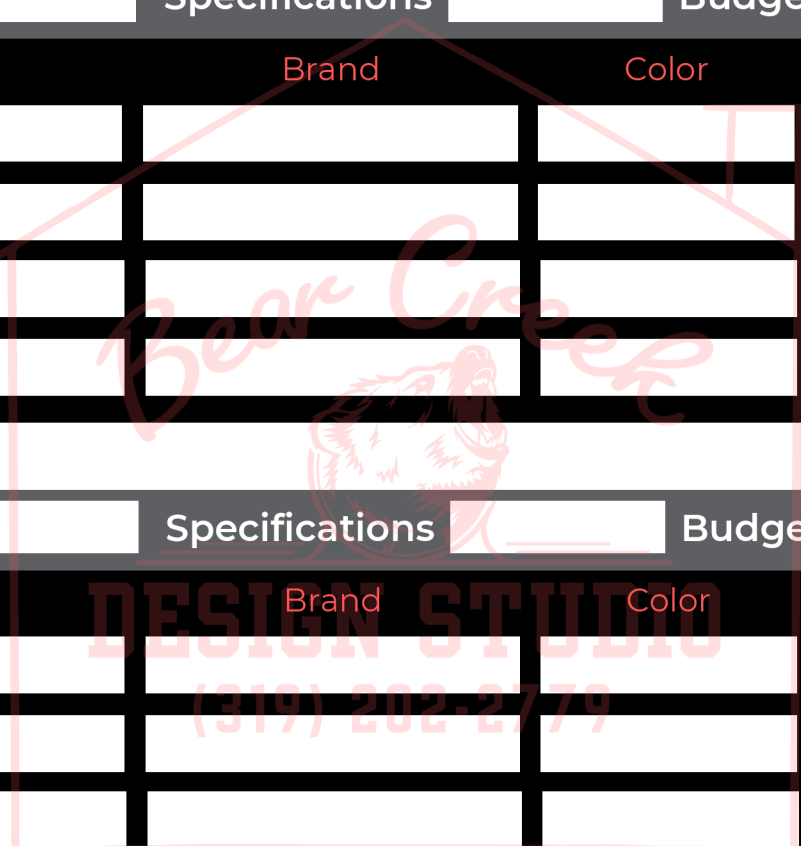 Specifications Budge
Brand Color
Bear Creek
Specifications Budge
Brand Color
DESIGN STUDIO
(319) 202-2779